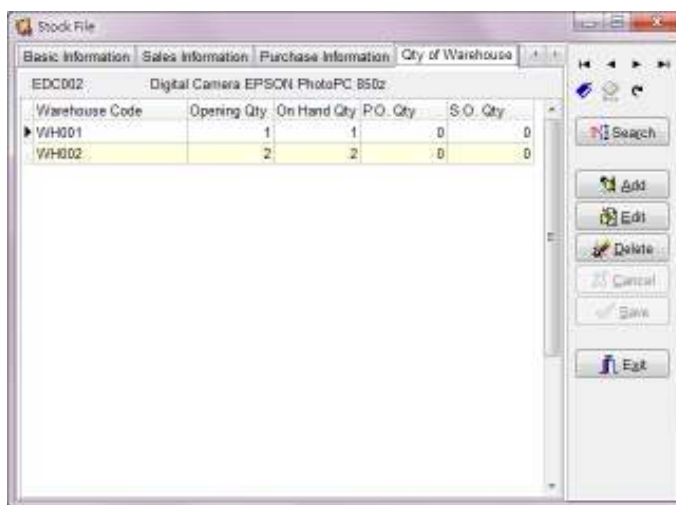 Stock File
Basic Information Sales Information Purchase Information Qty of Warehouse
EDC002 Digital Camera EPSON PhotoPC 850z
Warehouse Code Opening Qty On Hand Qty P.O. Qty S.O. Qty
WH001 1 1 0 0
WH002 2 2 0 0
Search
Add
Edit
Delete
Cancel
Save
Exit